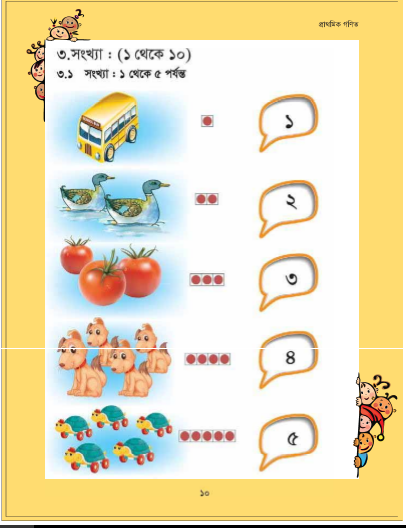 প্রাথমিক গণিত
৩.সংখ্যা : (১ থেকে ১০)
৩.১ সংখ্যা : ১ থেকে ৫ পর্যন্ত
১
২
৩
৪
৫
১০